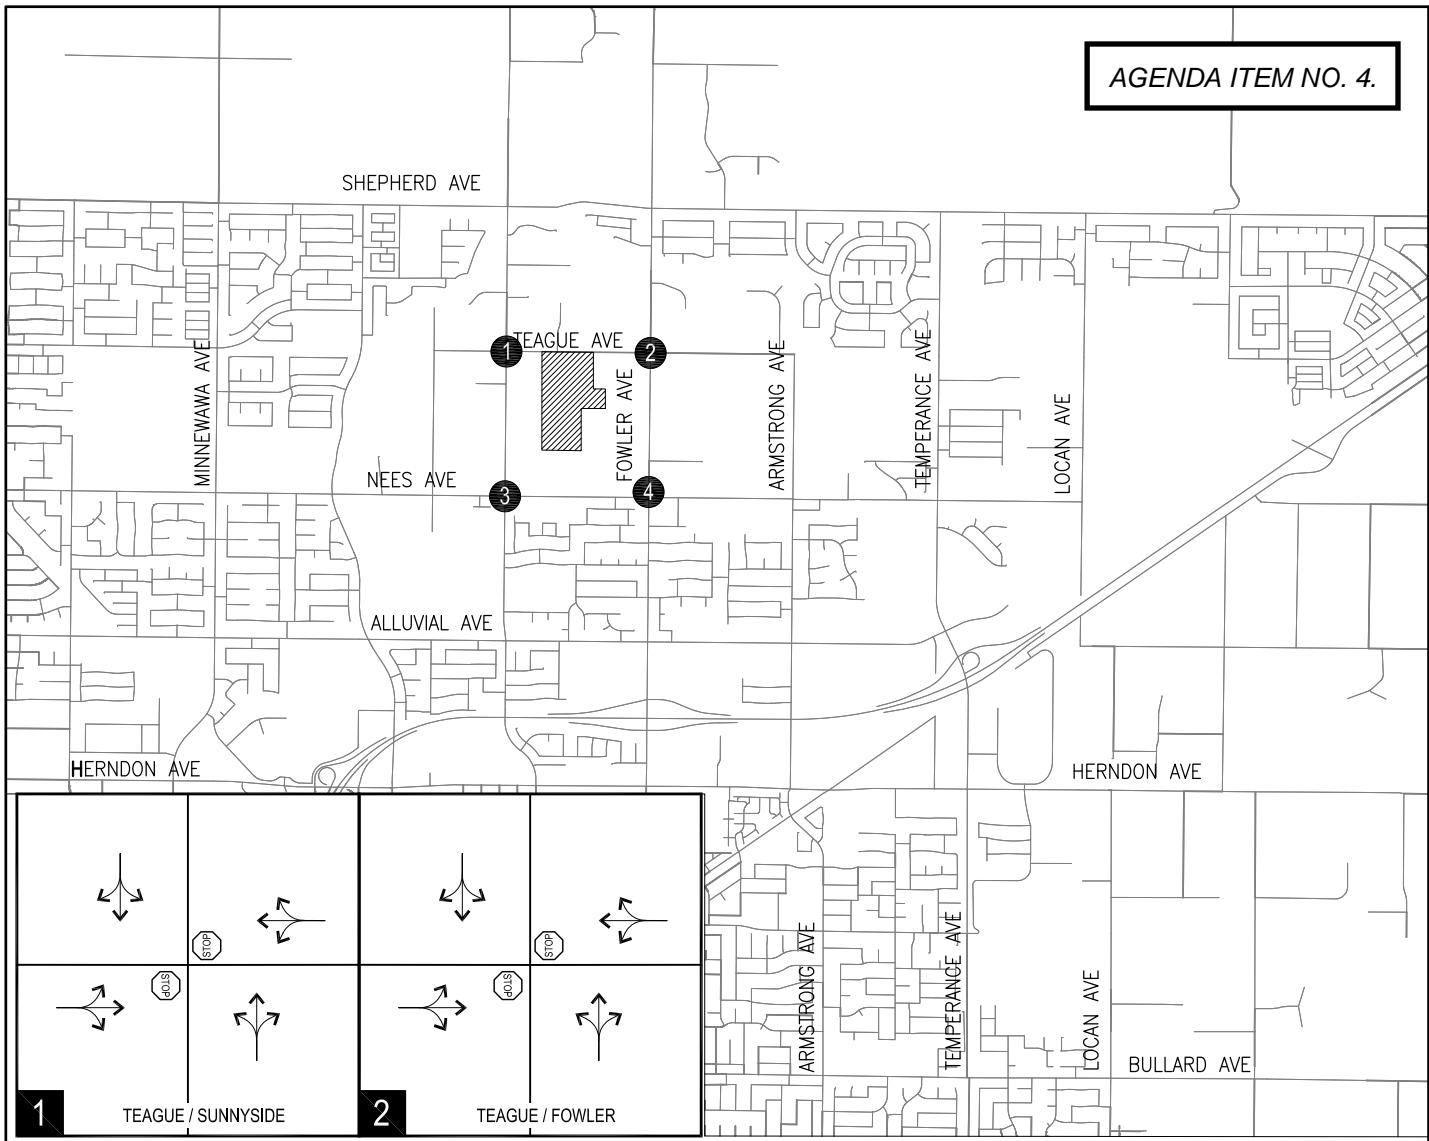 AGENDA ITEM NO. 4.
SHEPHERD AVE
1
TEAGUE AVE
2
MINNEWAWA AVE
FOWLER AVE
ARMSTRONG AVE
TEMPERANCE AVE
LOCAN AVE
NEES AVE
3
4
ALLUVIAL AVE
HERNDON AVE
HERNDON AVE
STOP
STOP
STOP
STOP
ARMSTRONG AVE
TEMPERANCE AVE
LOCAN AVE
BULLARD AVE
1
TEAGUE / SUNNYSIDE
2
TEAGUE / FOWLER